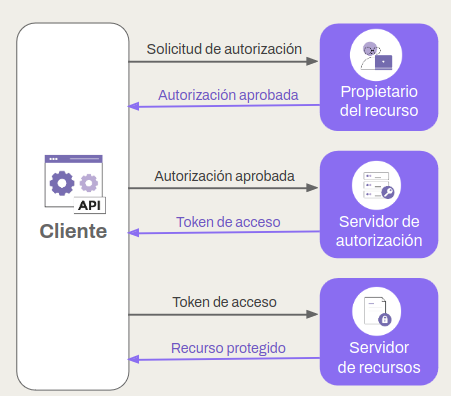 Solicitud de autorización
Autorización aprobada
Propietario
del recurso
API
Cliente
Autorización aprobada
Token de acceso
Servidor de
autorización
Token de acceso
Recurso protegido
Servidor
de recursos